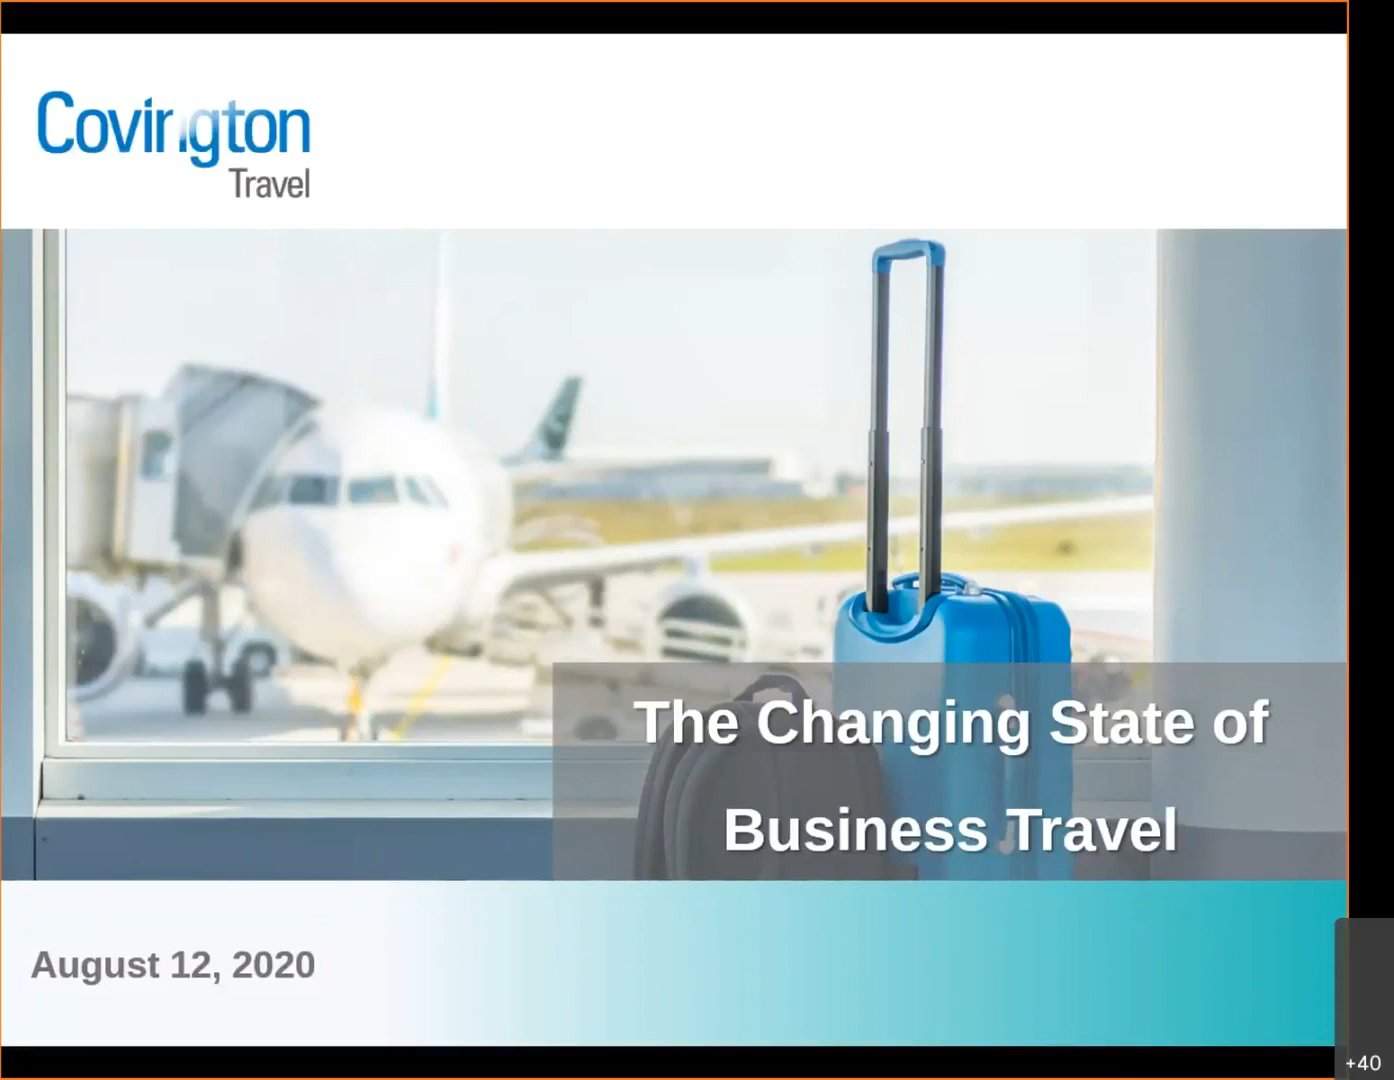 Covington
Travel
The Changing State of
Business Travel
August 12, 2020
+40